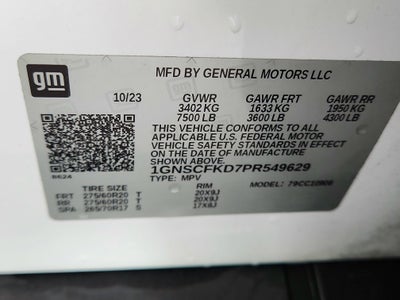 gm
MFD BY GENERAL MOTORS LLC
10/23 GVWR GAWR FRT GAWR RR
3402 KG 1633 KG 1950 KG
7500 LB 3600 LB 4300 LB
THIS VEHICLE CONFORMS TO ALL
APPLICABLE U.S. FEDERAL MOTOR
VEHICLE SAFETY STANDARDS IN
EFFECT ON THE DATE OF
MANUFACTURE SHOWN ABOVE.
1GNSCFKD7PR549629
TYPE: MPV MODEL:
TIRE SIZE RIM
FRT 275/60R20 T 20X9J
RR 275/60R20 T 20X9J
SPA 265/70R17 S 17X8J